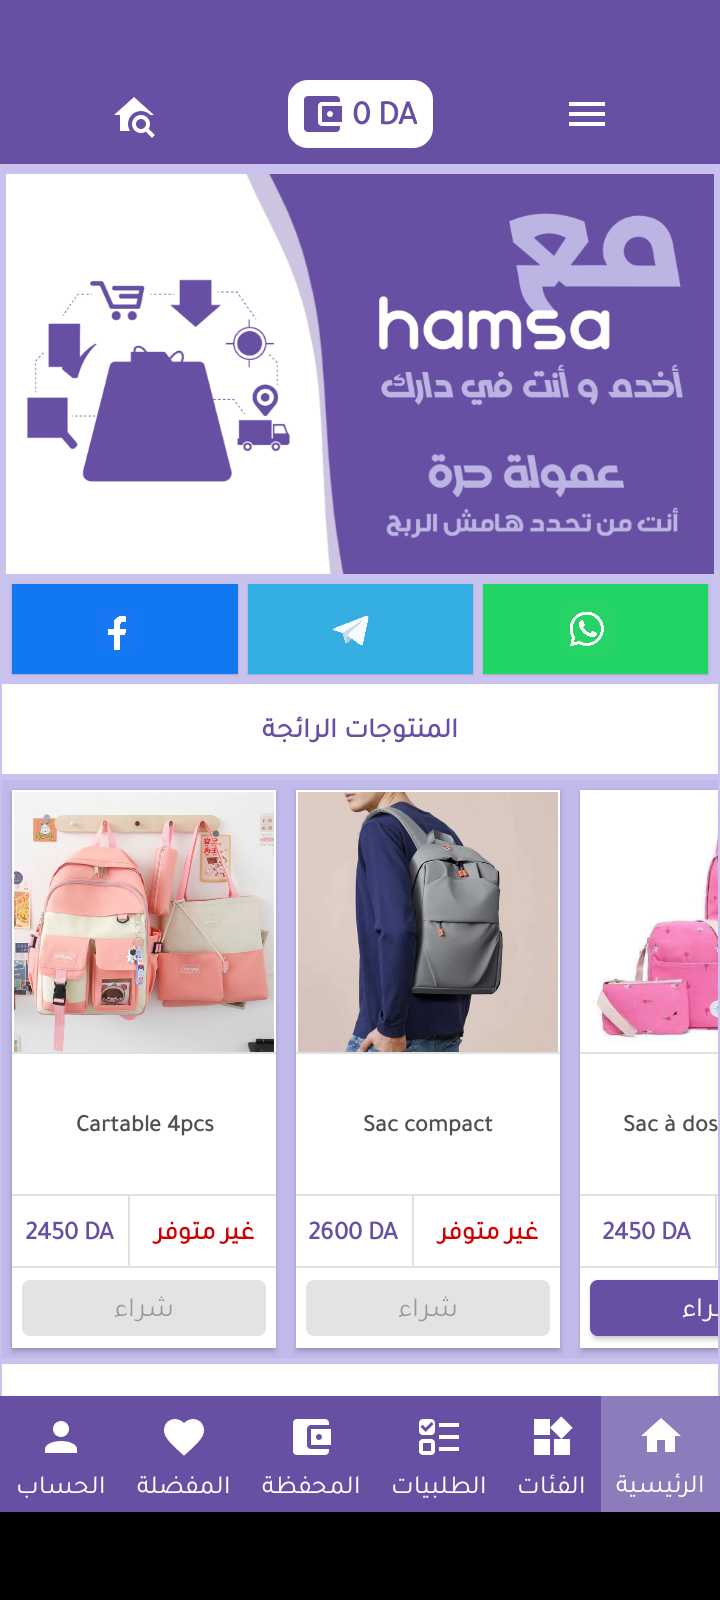 0 DA
مع
hamsa
أخدم و أنت في دارك
عمولة حرة
أنت من تحدد هامش الربح
المنتوجات الرائجة
Cartable 4pcs
2450 DA
غير متوفر
شراء
Sac compact
2600 DA
غير متوفر
شراء
Sac à dos
2450 DA
راء
الرئيسية
الفئات
الطلبيات
المحفظة
المفضلة
الحساب